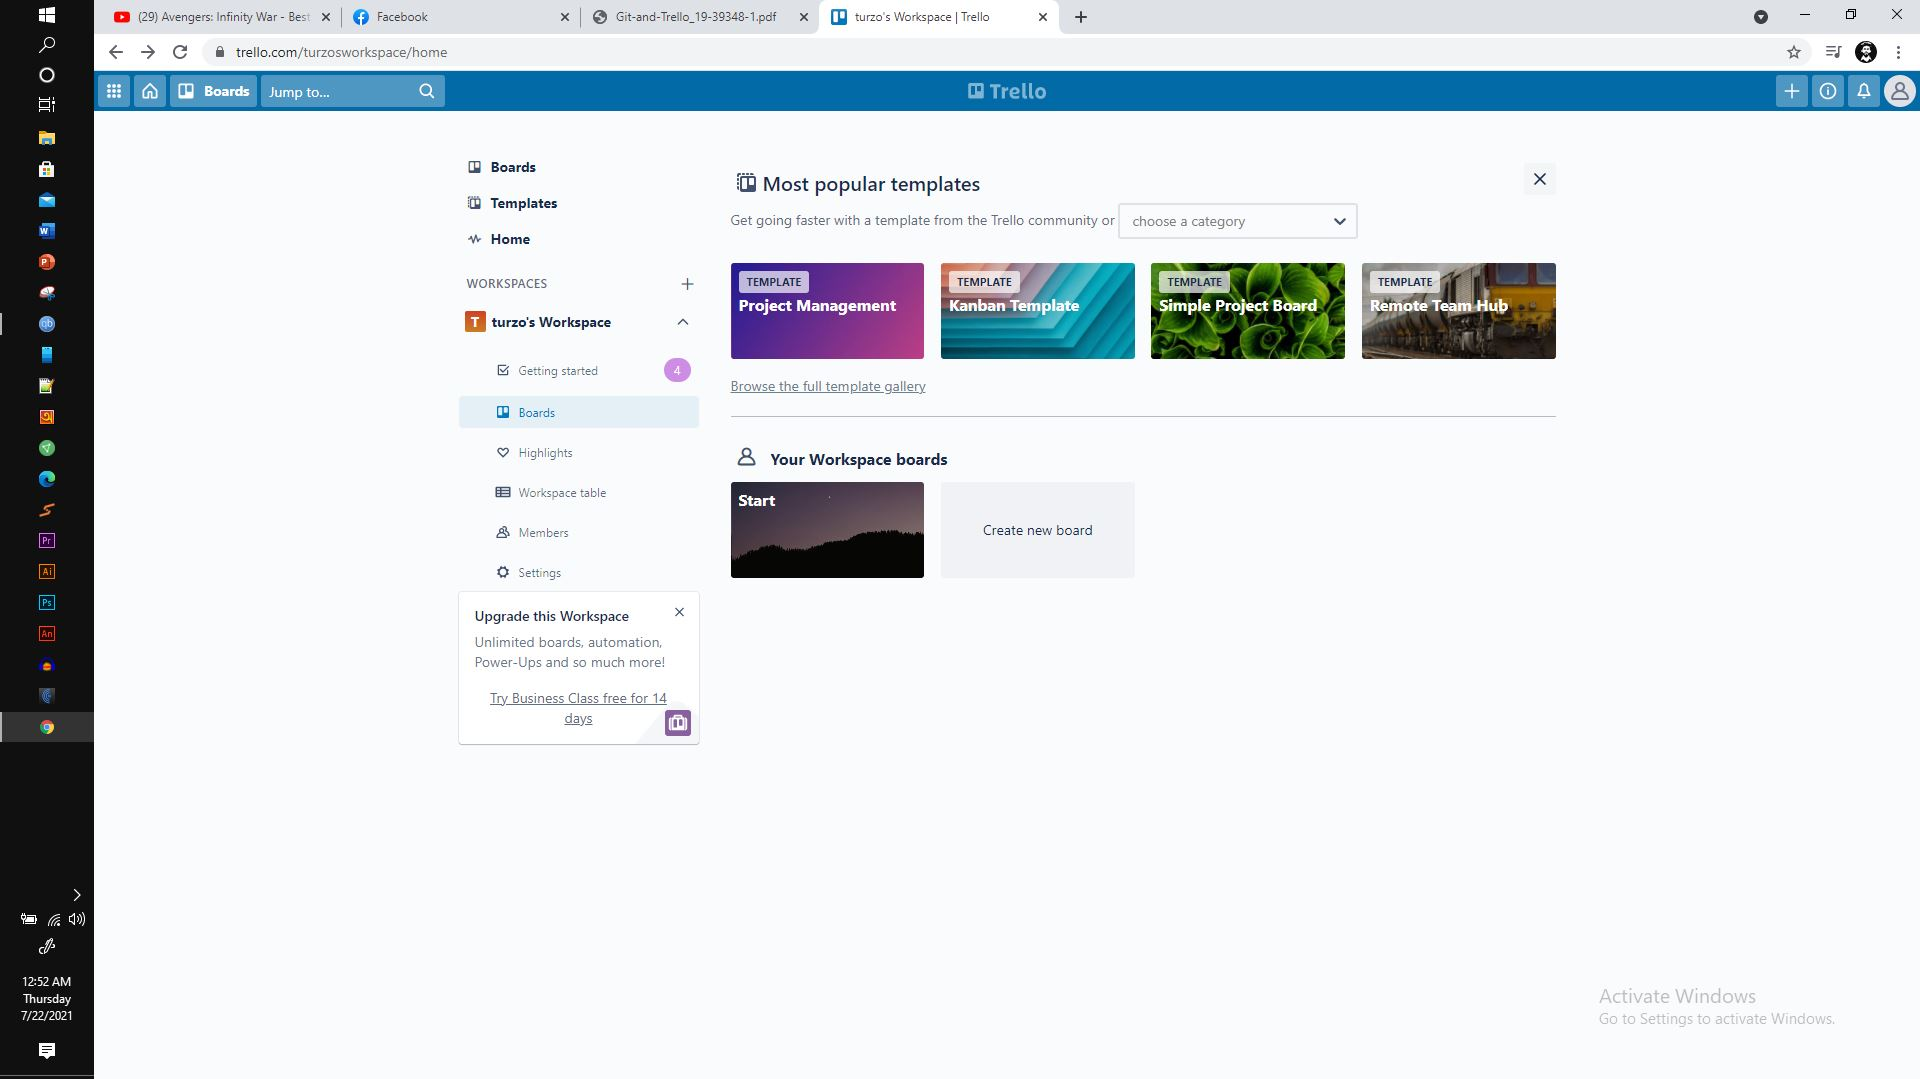 (29) Avengers: Infinity War - Best
Facebook
Git-and-Trello_19-39348-1.pdf
turzo's Workspace | Trello
trello.com/turzosworkspace/home
Boards
Jump to...
Trello
Boards
Templates
Home
WORKSPACES
T turzo's Workspace
Getting started 4
Boards
Highlights
Workspace table
Members
Settings
Upgrade this Workspace
Unlimited boards, automation,
Power-Ups and so much more!
Try Business Class free for 14
days
Most popular templates
Get going faster with a template from the Trello community or choose a category
TEMPLATE
Project Management
TEMPLATE
Kanban Template
TEMPLATE
Simple Project Board
TEMPLATE
Remote Team Hub
Browse the full template gallery
Your Workspace boards
Start
Create new board
Activate Windows
Go to Settings to activate Windows.
W
P
qb
Pr
Ai
Ps
An
12:52 AM
Thursday
7/22/2021